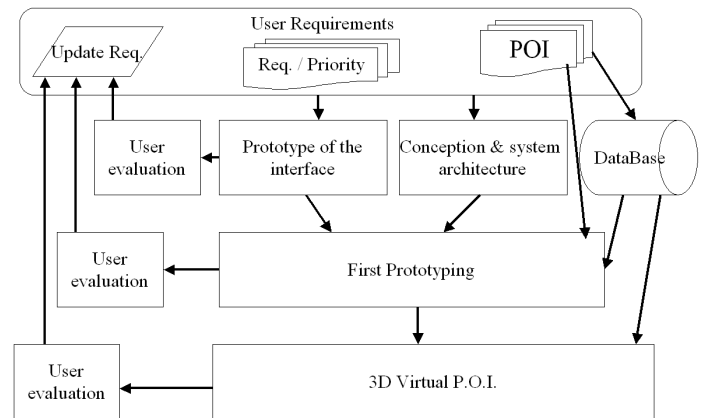 User Requirements
Update Req.
Req. / Priority
POI
User
evaluation
Prototype of the
interface
Conception & system
architecture
DataBase
User
evaluation
First Prototyping
User
evaluation
3D Virtual P.O.I.